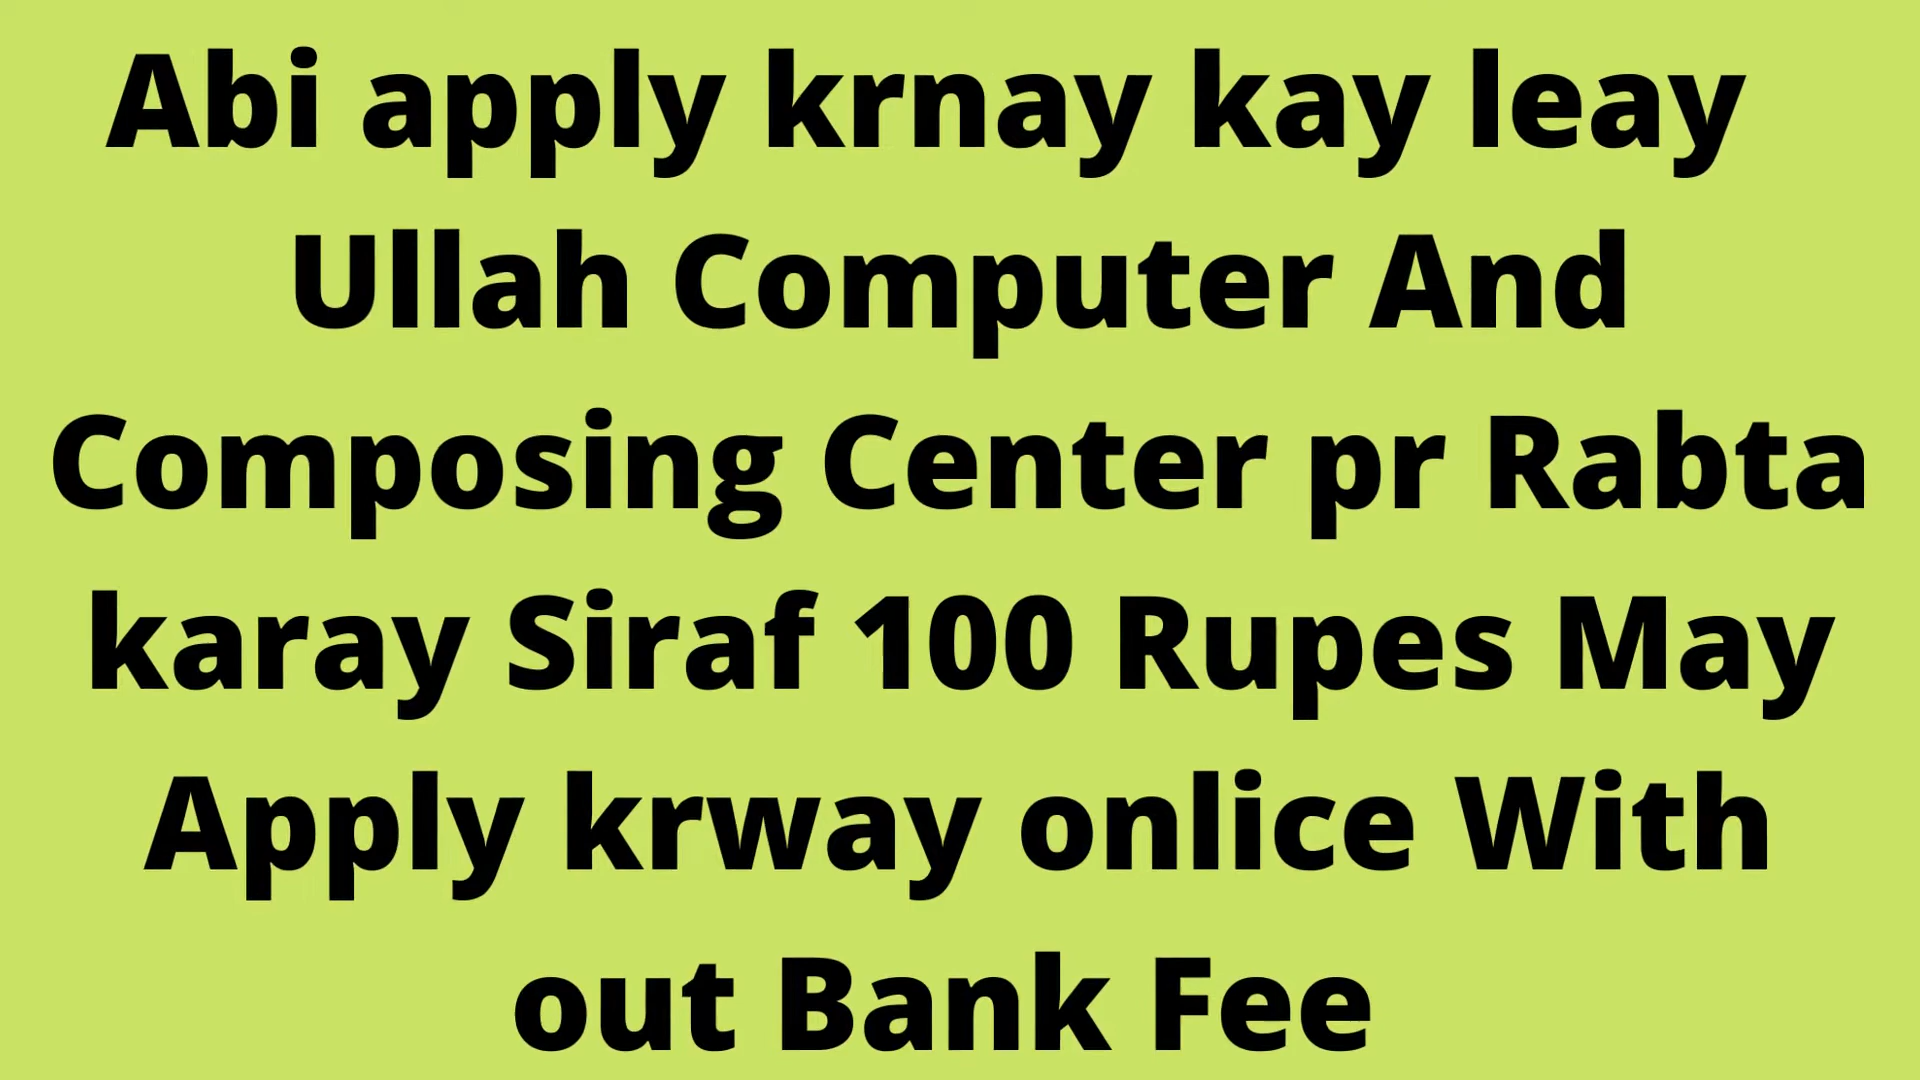 Abi apply krnay kay leay
Ullah Computer And
Composing Center pr Rabta
karay Siraf 100 Rupes May
Apply krway onlice With
out Bank Fee